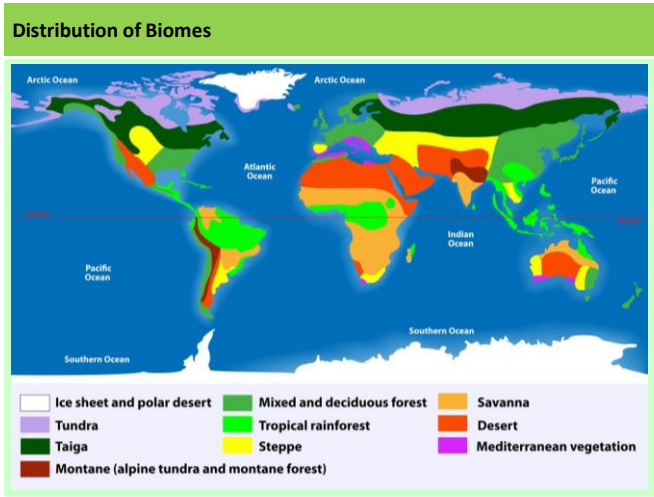 Distribution of Biomes
Arctic Ocean
Arctic Ocean
Atlantic
Ocean
Pacific
Ocean
Indian
Ocean
Pacific
Ocean
Southern Ocean
Southern Ocean
Ice sheet and polar desert
Mixed and deciduous forest
Savanna
Tundra
Tropical rainforest
Desert
Taiga
Steppe
Mediterranean vegetation
Montane (alpine tundra and montane forest)